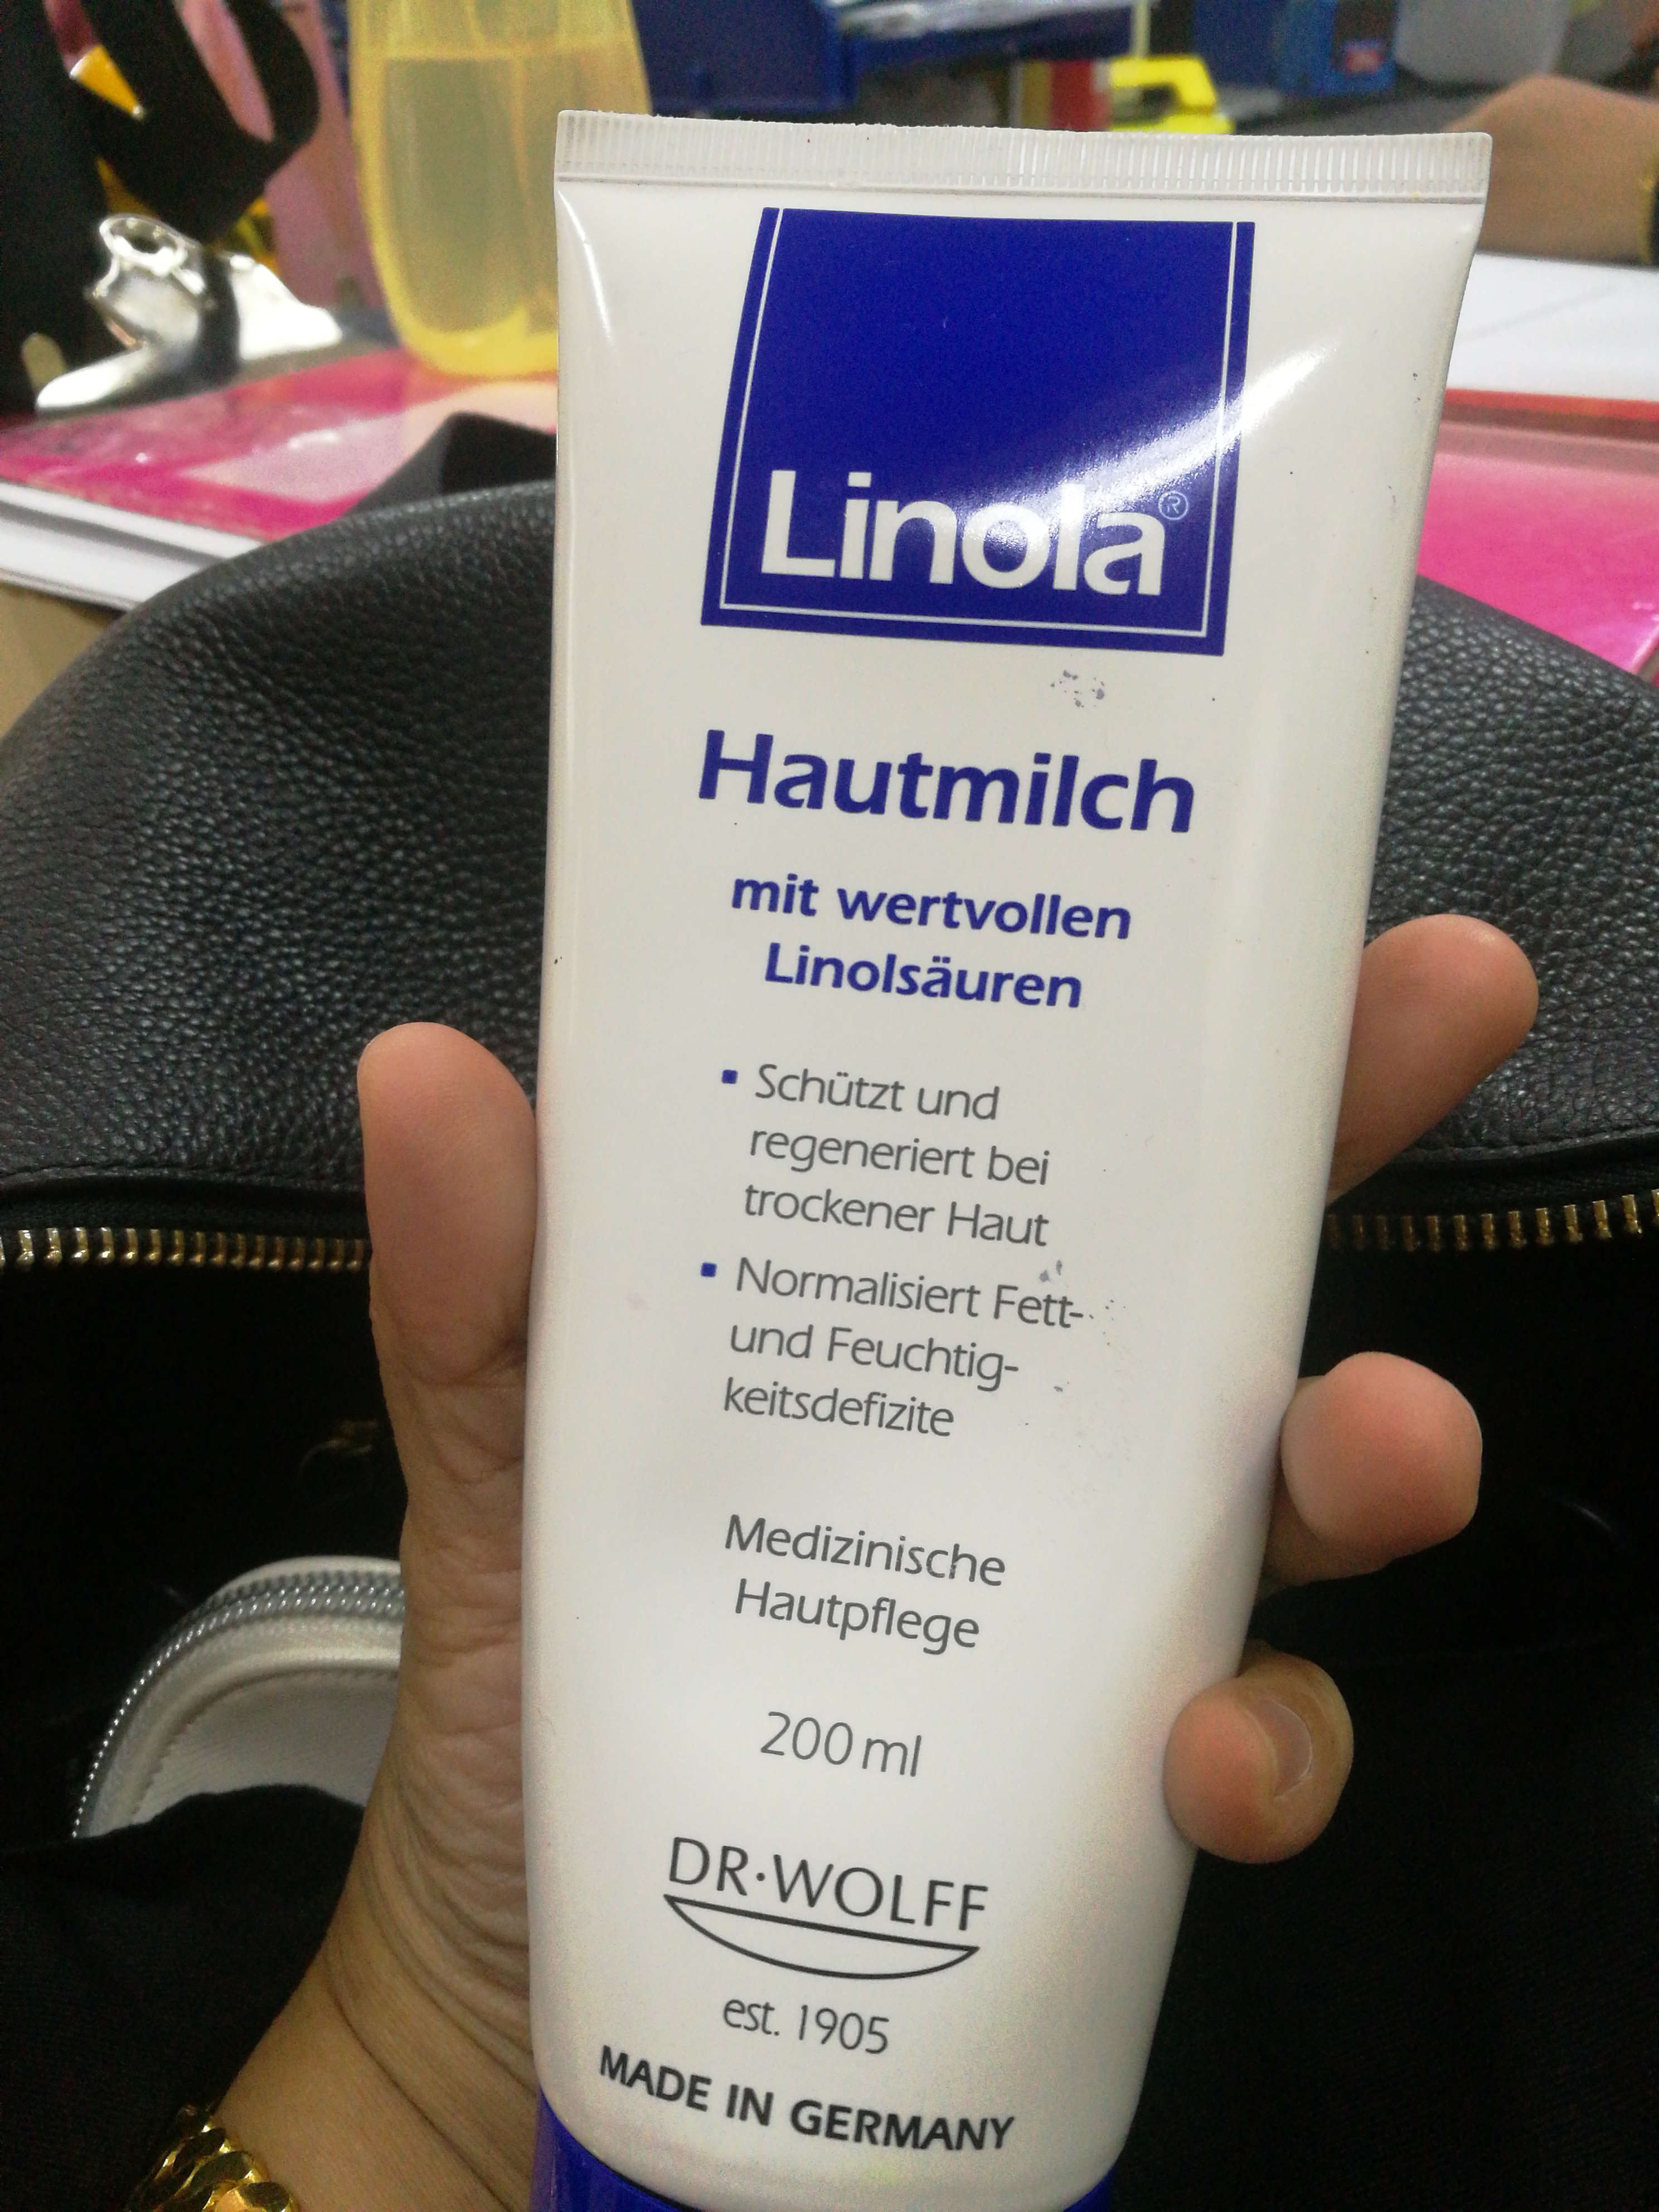 Linola®
Hautmilch
mit wertvollen
Linolsäuren
▪ Schützt und
regeneriert bei
trockener Haut
▪ Normalisiert Fett-
und Feuchtig-
keitsdefizite
Medizinische
Hautpflege
200 ml
DR·WOLFF
est. 1905
MADE IN GERMANY